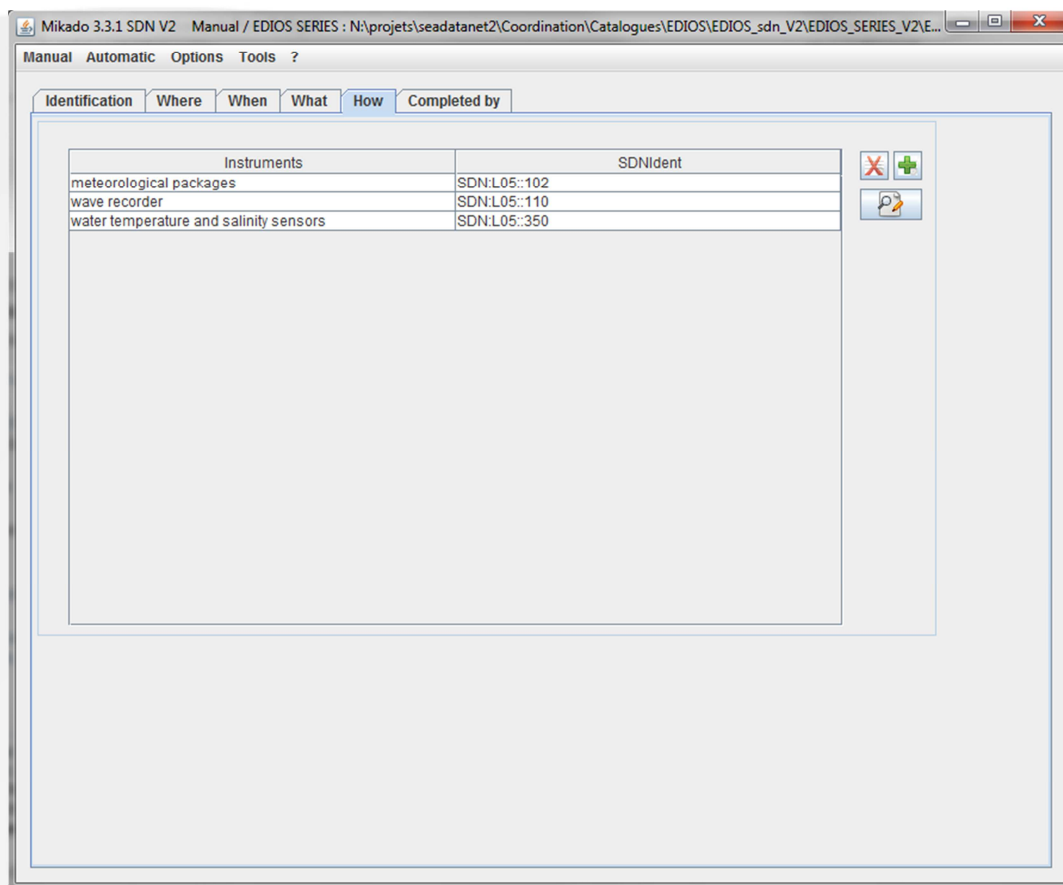 Mikado 3.3.1 SDN V2 Manual / EDIOS SERIES : N:\projets\seadatanet2\Coordination\Catalogues\EDIOS\EDIOS_sdn_V2\EDIOS_SERIES_V2\E...
Manual Automatic Options Tools ?
Identification Where When What How Completed by
Instruments SDNIdent
meteorological packages SDN:L05::102
wave recorder SDN:L05::110
water temperature and salinity sensors SDN:L05::350